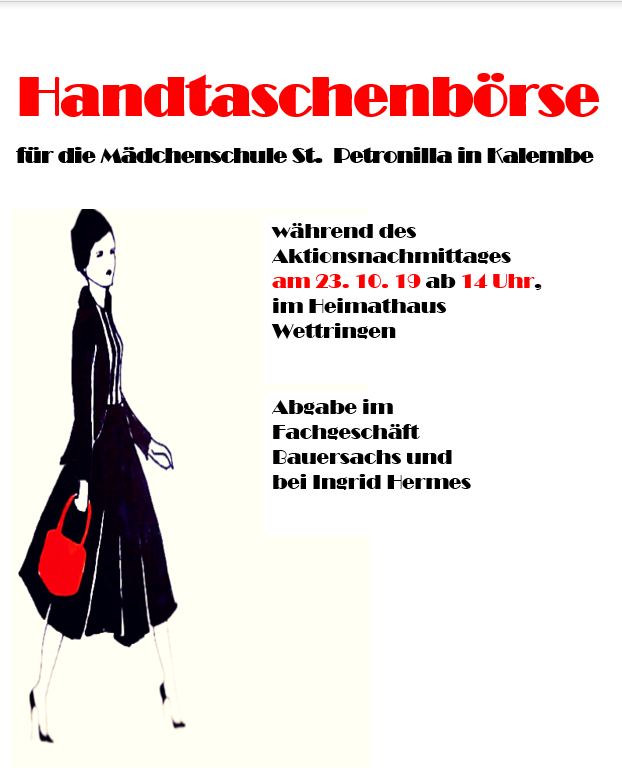 Handtaschenbörse
für die Mädchenschule St. Petronilla in Kalembe
während des
Aktionsnachmittages
am 23. 10. 19 ab 14 Uhr,
im Heimathaus
Wettringen
Abgabe im
Fachgeschäft
Bauersachs und
bei Ingrid Hermes